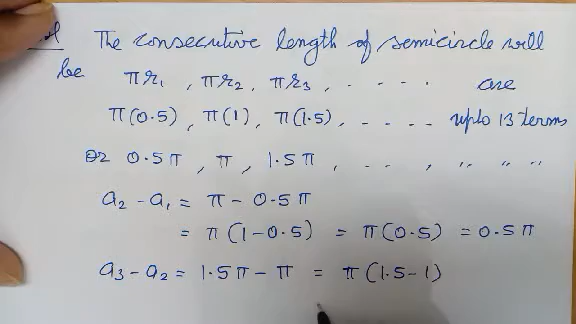 The consecutive length of semicircle will
be πr₁ , πr₂ , πr₃ , . . . . . are
π(0.5) , π(1) , π(1.5) , . . . . . upto 13 terms
or 0.5π , π , 1.5π , . . . . , " " "
a₂ - a₁ = π - 0.5π
= π(1-0.5) = π(0.5) = 0.5π
a₃ - a₂ = 1.5π - π = π(1.5-1)